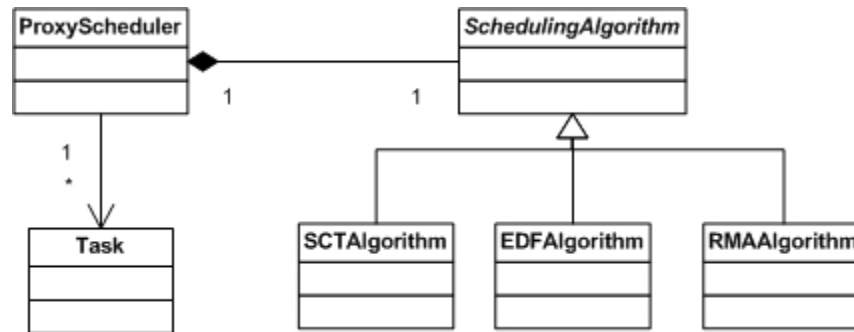 ProxyScheduler
SchedulingAlgorithm
1
1
1
*
Task
SCTAlgorithm
EDFAlgorithm
RMAAlgorithm